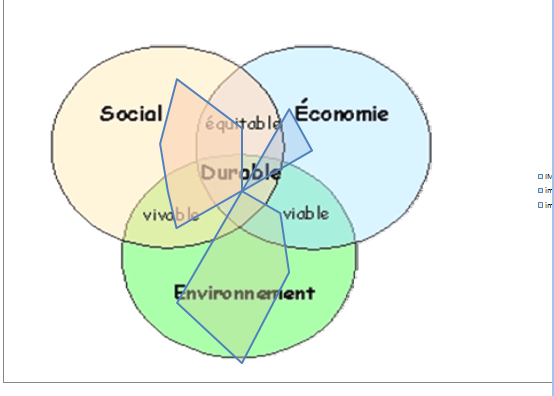 Social
Économie
équitable
Durable
vivable
viable
Environnement